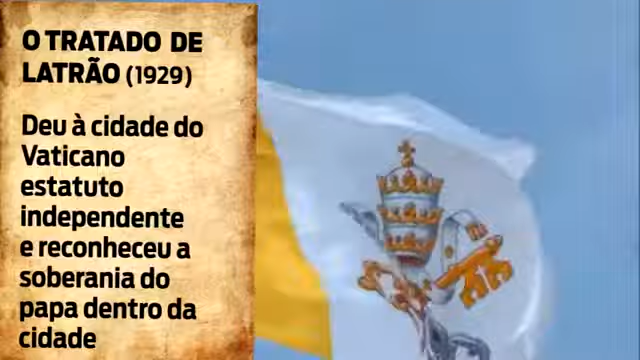 O TRATADO DE
LATRÃO (1929)
Deu à cidade do
Vaticano
estatuto
independente
e reconheceu a
soberania do
papa dentro da
cidade